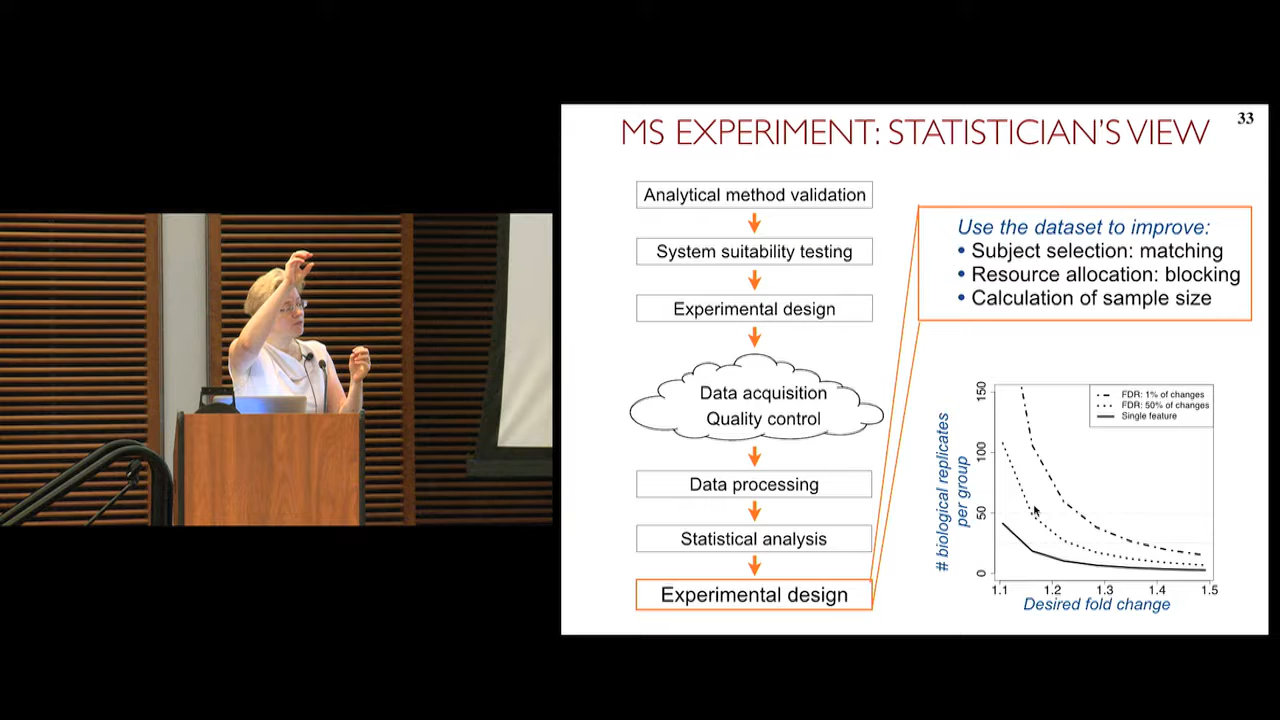 33
MS EXPERIMENT: STATISTICIAN'S VIEW
Analytical method validation
System suitability testing
Experimental design
Data acquisition
Quality control
Data processing
Statistical analysis
Experimental design
Use the dataset to improve:
• Subject selection: matching
• Resource allocation: blocking
• Calculation of sample size
FDR: 1% of changes
FDR: 50% of changes
Single feature
# biological replicates
per group
150
100
50
0
1.1 1.2 1.3 1.4 1.5
Desired fold change